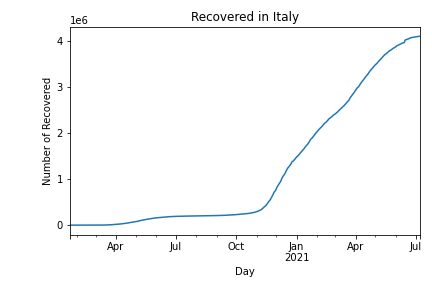 Recovered in Italy
1e6
4
3
2
1
0
Number of Recovered
Apr
Jul
Oct
Jan
2021
Apr
Jul
Day